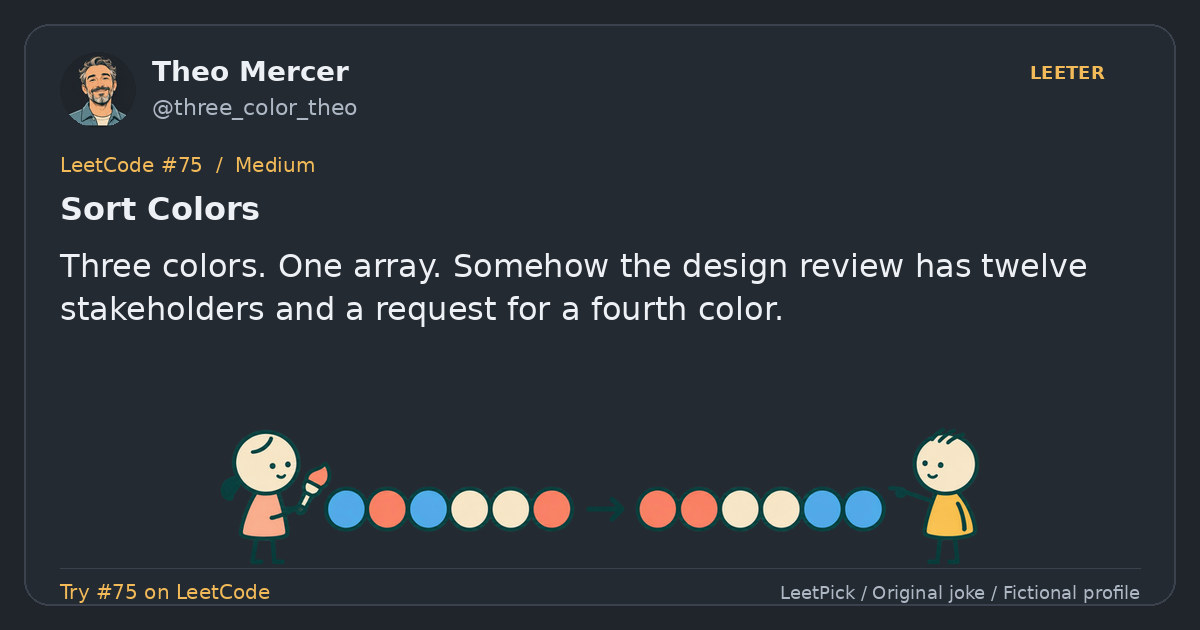 Theo Mercer
LEETER
@three_color_theo
LeetCode #75 / Medium
Sort Colors
Three colors. One array. Somehow the design review has twelve
stakeholders and a request for a fourth color.
Try #75 on LeetCode
LeetPick / Original joke / Fictional profile